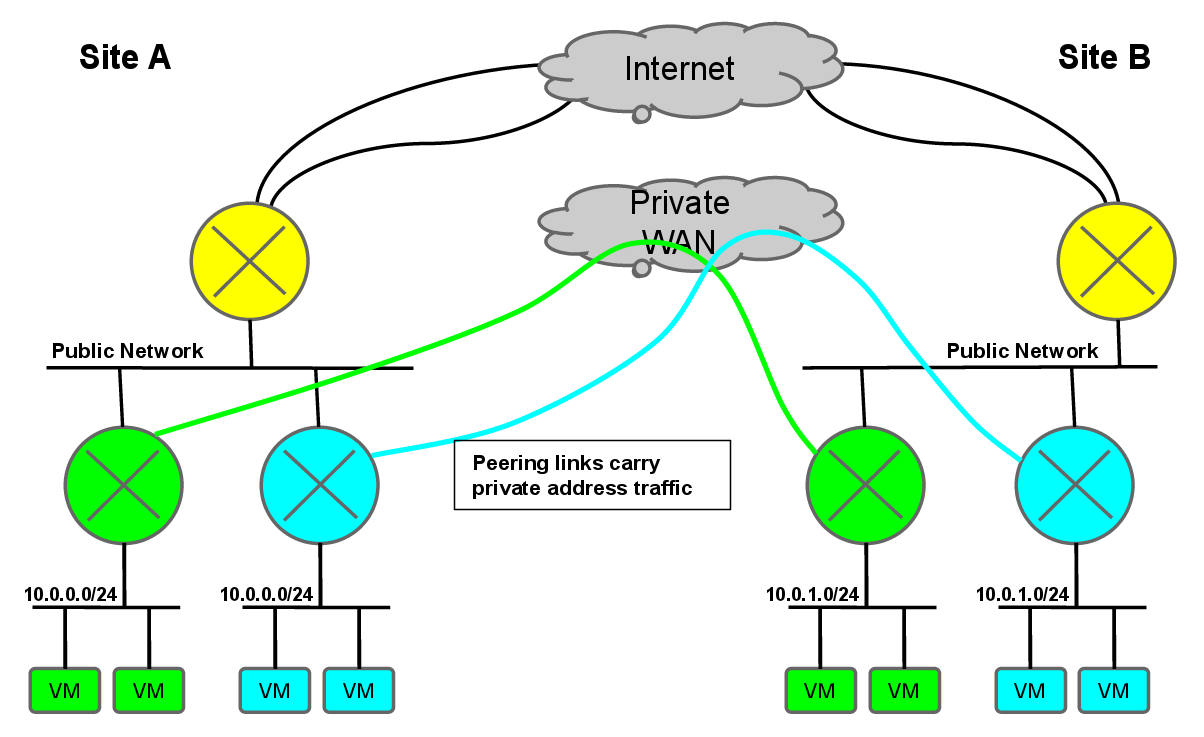 Site A
Internet
Site B
Private
WAN
Public Network
Public Network
Peering links carry
private address traffic
10.0.0.0/24
10.0.0.0/24
10.0.1.0/24
10.0.1.0/24
VM
VM
VM
VM
VM
VM
VM
VM